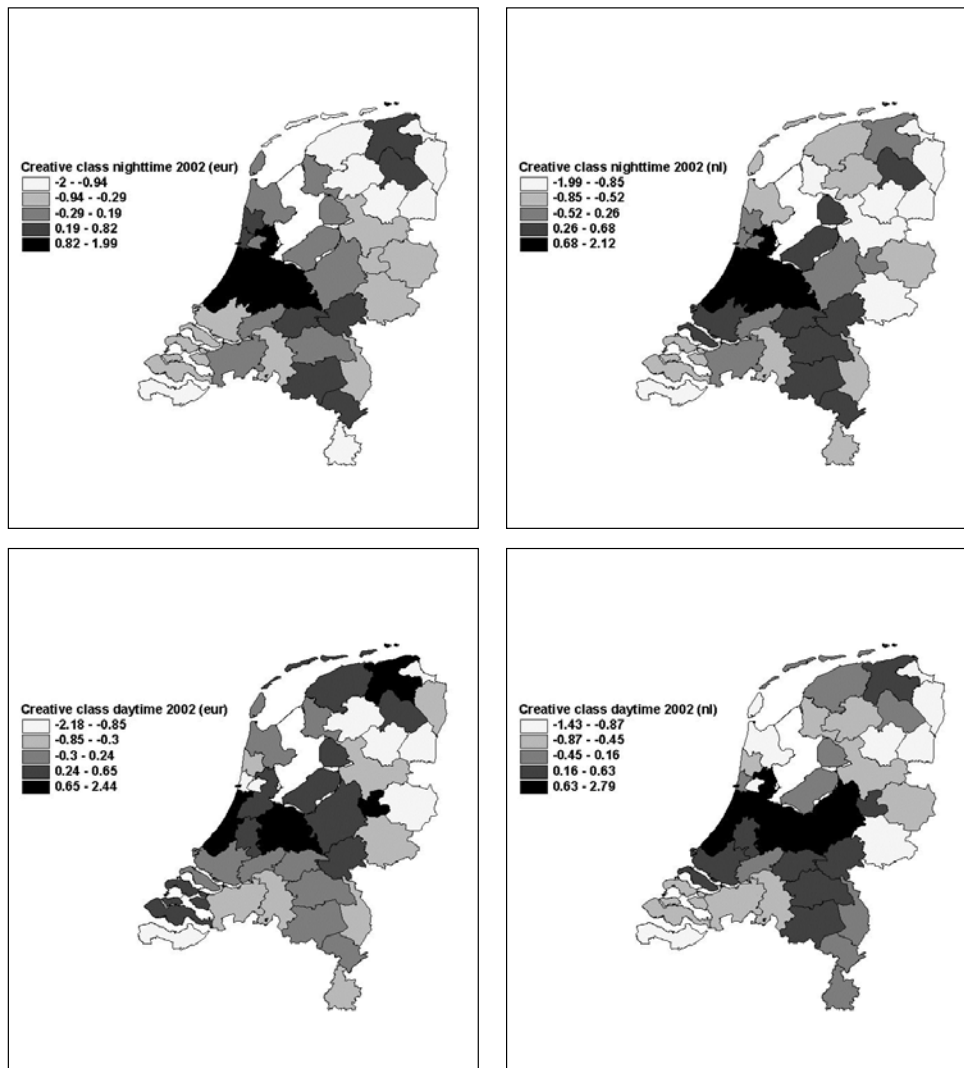 Creative class nighttime 2002 (eur)
-2 - -0.94
-0.94 - -0.29
-0.29 - 0.19
0.19 - 0.82
0.82 - 1.99
Creative class nighttime 2002 (nl)
-1.99 - -0.85
-0.85 - -0.52
-0.52 - 0.26
0.26 - 0.68
0.68 - 2.12
Creative class daytime 2002 (eur)
-2.18 - -0.85
-0.85 - -0.3
-0.3 - 0.24
0.24 - 0.65
0.65 - 2.44
Creative class daytime 2002 (nl)
-1.43 - -0.87
-0.87 - -0.45
-0.45 - 0.16
0.16 - 0.63
0.63 - 2.79